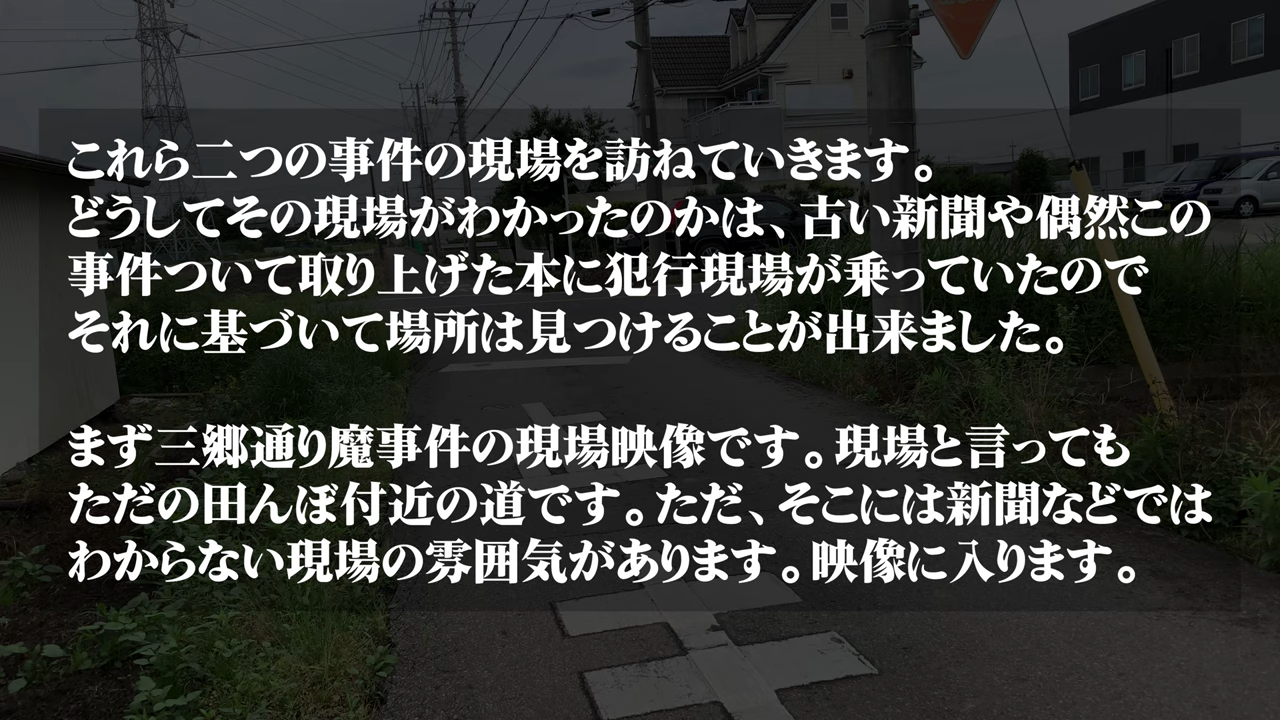 これら二つの事件の現場を訪ねていきます。
どうしてその現場がわかったのかは、古い新聞や偶然この
事件ついて取り上げた本に犯行現場が乗っていたので
それに基づいて場所は見つけることが出来ました。
まず三郷通り魔事件の現場映像です。現場と言っても
ただの田んぼ付近の道です。ただ、そこには新聞などでは
わからない現場の雰囲気があります。映像に入ります。